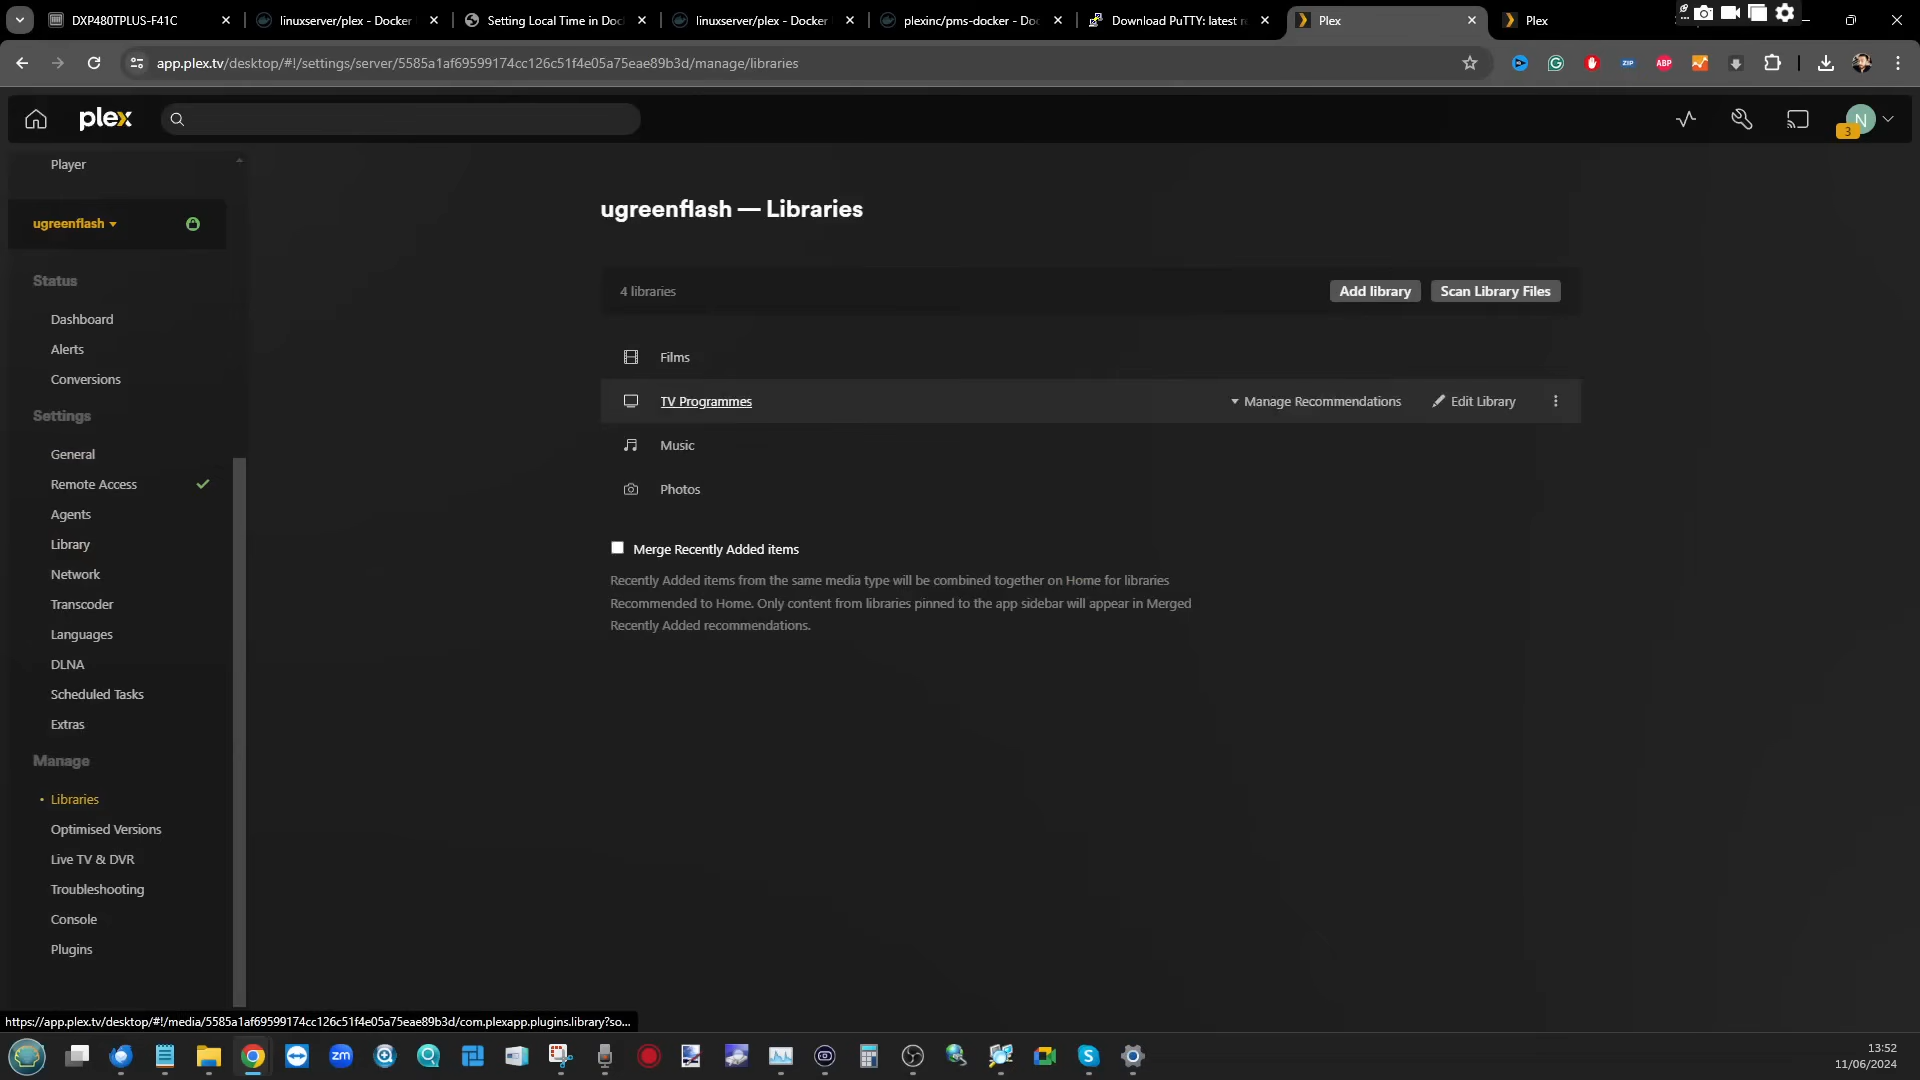 DXP480TPLUS-F41C
linuxserver/plex - Docker
Setting Local Time in Doc
linuxserver/plex - Docker
plexinc/pms-docker - Doc
Download PuTTY: latest re
Plex
Plex
app.plex.tv/desktop/#!/settings/server/5585a1af69599174cc126c51f4e05a75eae89b3d/manage/libraries
ZIP
ABP
plex
N
3
Player
ugreenflash
Status
Dashboard
Alerts
Conversions
Settings
General
Remote Access
Agents
Library
Network
Transcoder
Languages
DLNA
Scheduled Tasks
Extras
Manage
Libraries
Optimised Versions
Live TV & DVR
Troubleshooting
Console
Plugins
ugreenflash — Libraries
4 libraries
Add library
Scan Library Files
Films
TV Programmes
Manage Recommendations
Edit Library
Music
Photos
Merge Recently Added items
Recently Added items from the same media type will be combined together on Home for libraries
Recommended to Home. Only content from libraries pinned to the app sidebar will appear in Merged
Recently Added recommendations.
https://app.plex.tv/desktop/#!/media/5585a1af69599174cc126c51f4e05a75eae89b3d/com.plexapp.plugins.library?so...
zm
13:52
11/06/2024